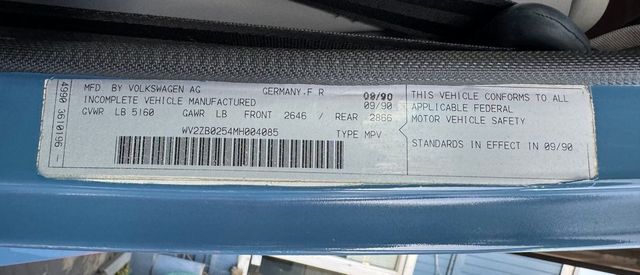 MFD BY VOLKSWAGEN AG GERMANY.F R 09/90
INCOMPLETE VEHICLE MANUFACTURED 09/90
GVWR LB 5160 GAWR LB FRONT 2646 / REAR 2866
WV2ZB0254MH004085 TYPE MPV
THIS VEHICLE CONFORMS TO ALL
APPLICABLE FEDERAL
MOTOR VEHICLE SAFETY
STANDARDS IN EFFECT IN 09/90
4990 3610196 -